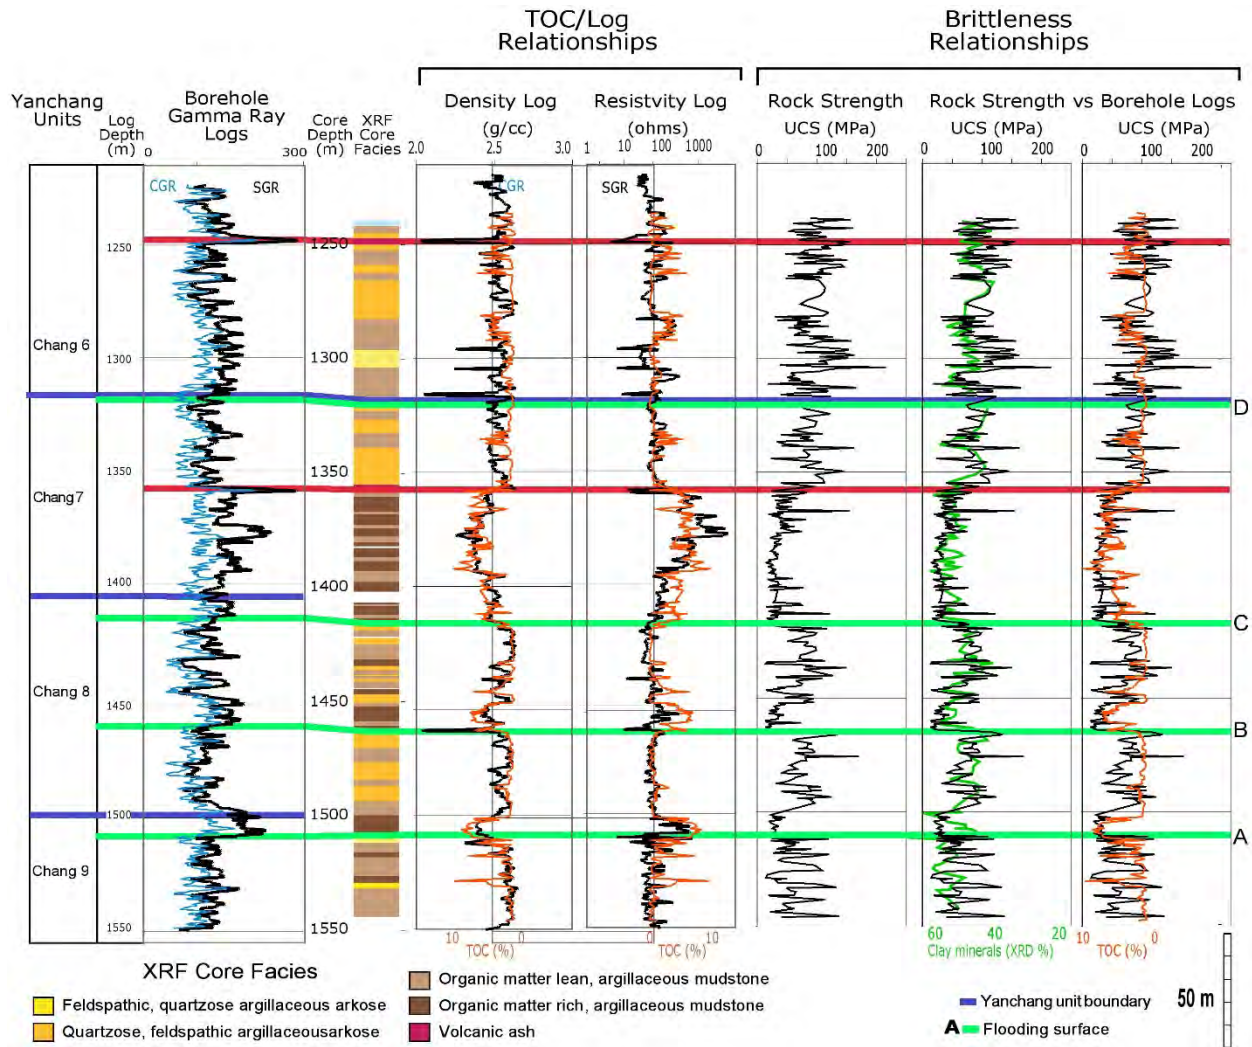 TOC/Log
Relationships
Brittleness
Relationships
Yanchang
Units
Log
Depth
(m)
Borehole
Gamma Ray
Logs
Core
Depth
(m)
XRF
Core
Facies
Density Log
(g/cc)
Resistvity Log
(ohms)
Rock Strength
UCS (MPa)
Rock Strength vs Borehole Logs
UCS (MPa)
UCS (MPa)
0
300
2.0
2.5
3.0
1
10
100
1000
0
100
200
0
100
200
0
100
200
CGR
SGR
CGR
SGR
1250
1250
Chang 6
1300
1300
D
1350
1350
Chang7
1400
1400
C
Chang 8
1450
1450
B
1500
1500
A
Chang 9
1550
1550
10
0
TOC (%)
0
10
TOC (%)
60
40
20
Clay minerals (XRD %)
10
0
TOC (%)
XRF Core Facies
Feldspathic, quartzose argillaceous arkose
Quartzose, feldspathic argillaceousarkose
Organic matter lean, argillaceous mudstone
Organic matter rich, argillaceous mudstone
Volcanic ash
Yanchang unit boundary
A Flooding surface
50 m